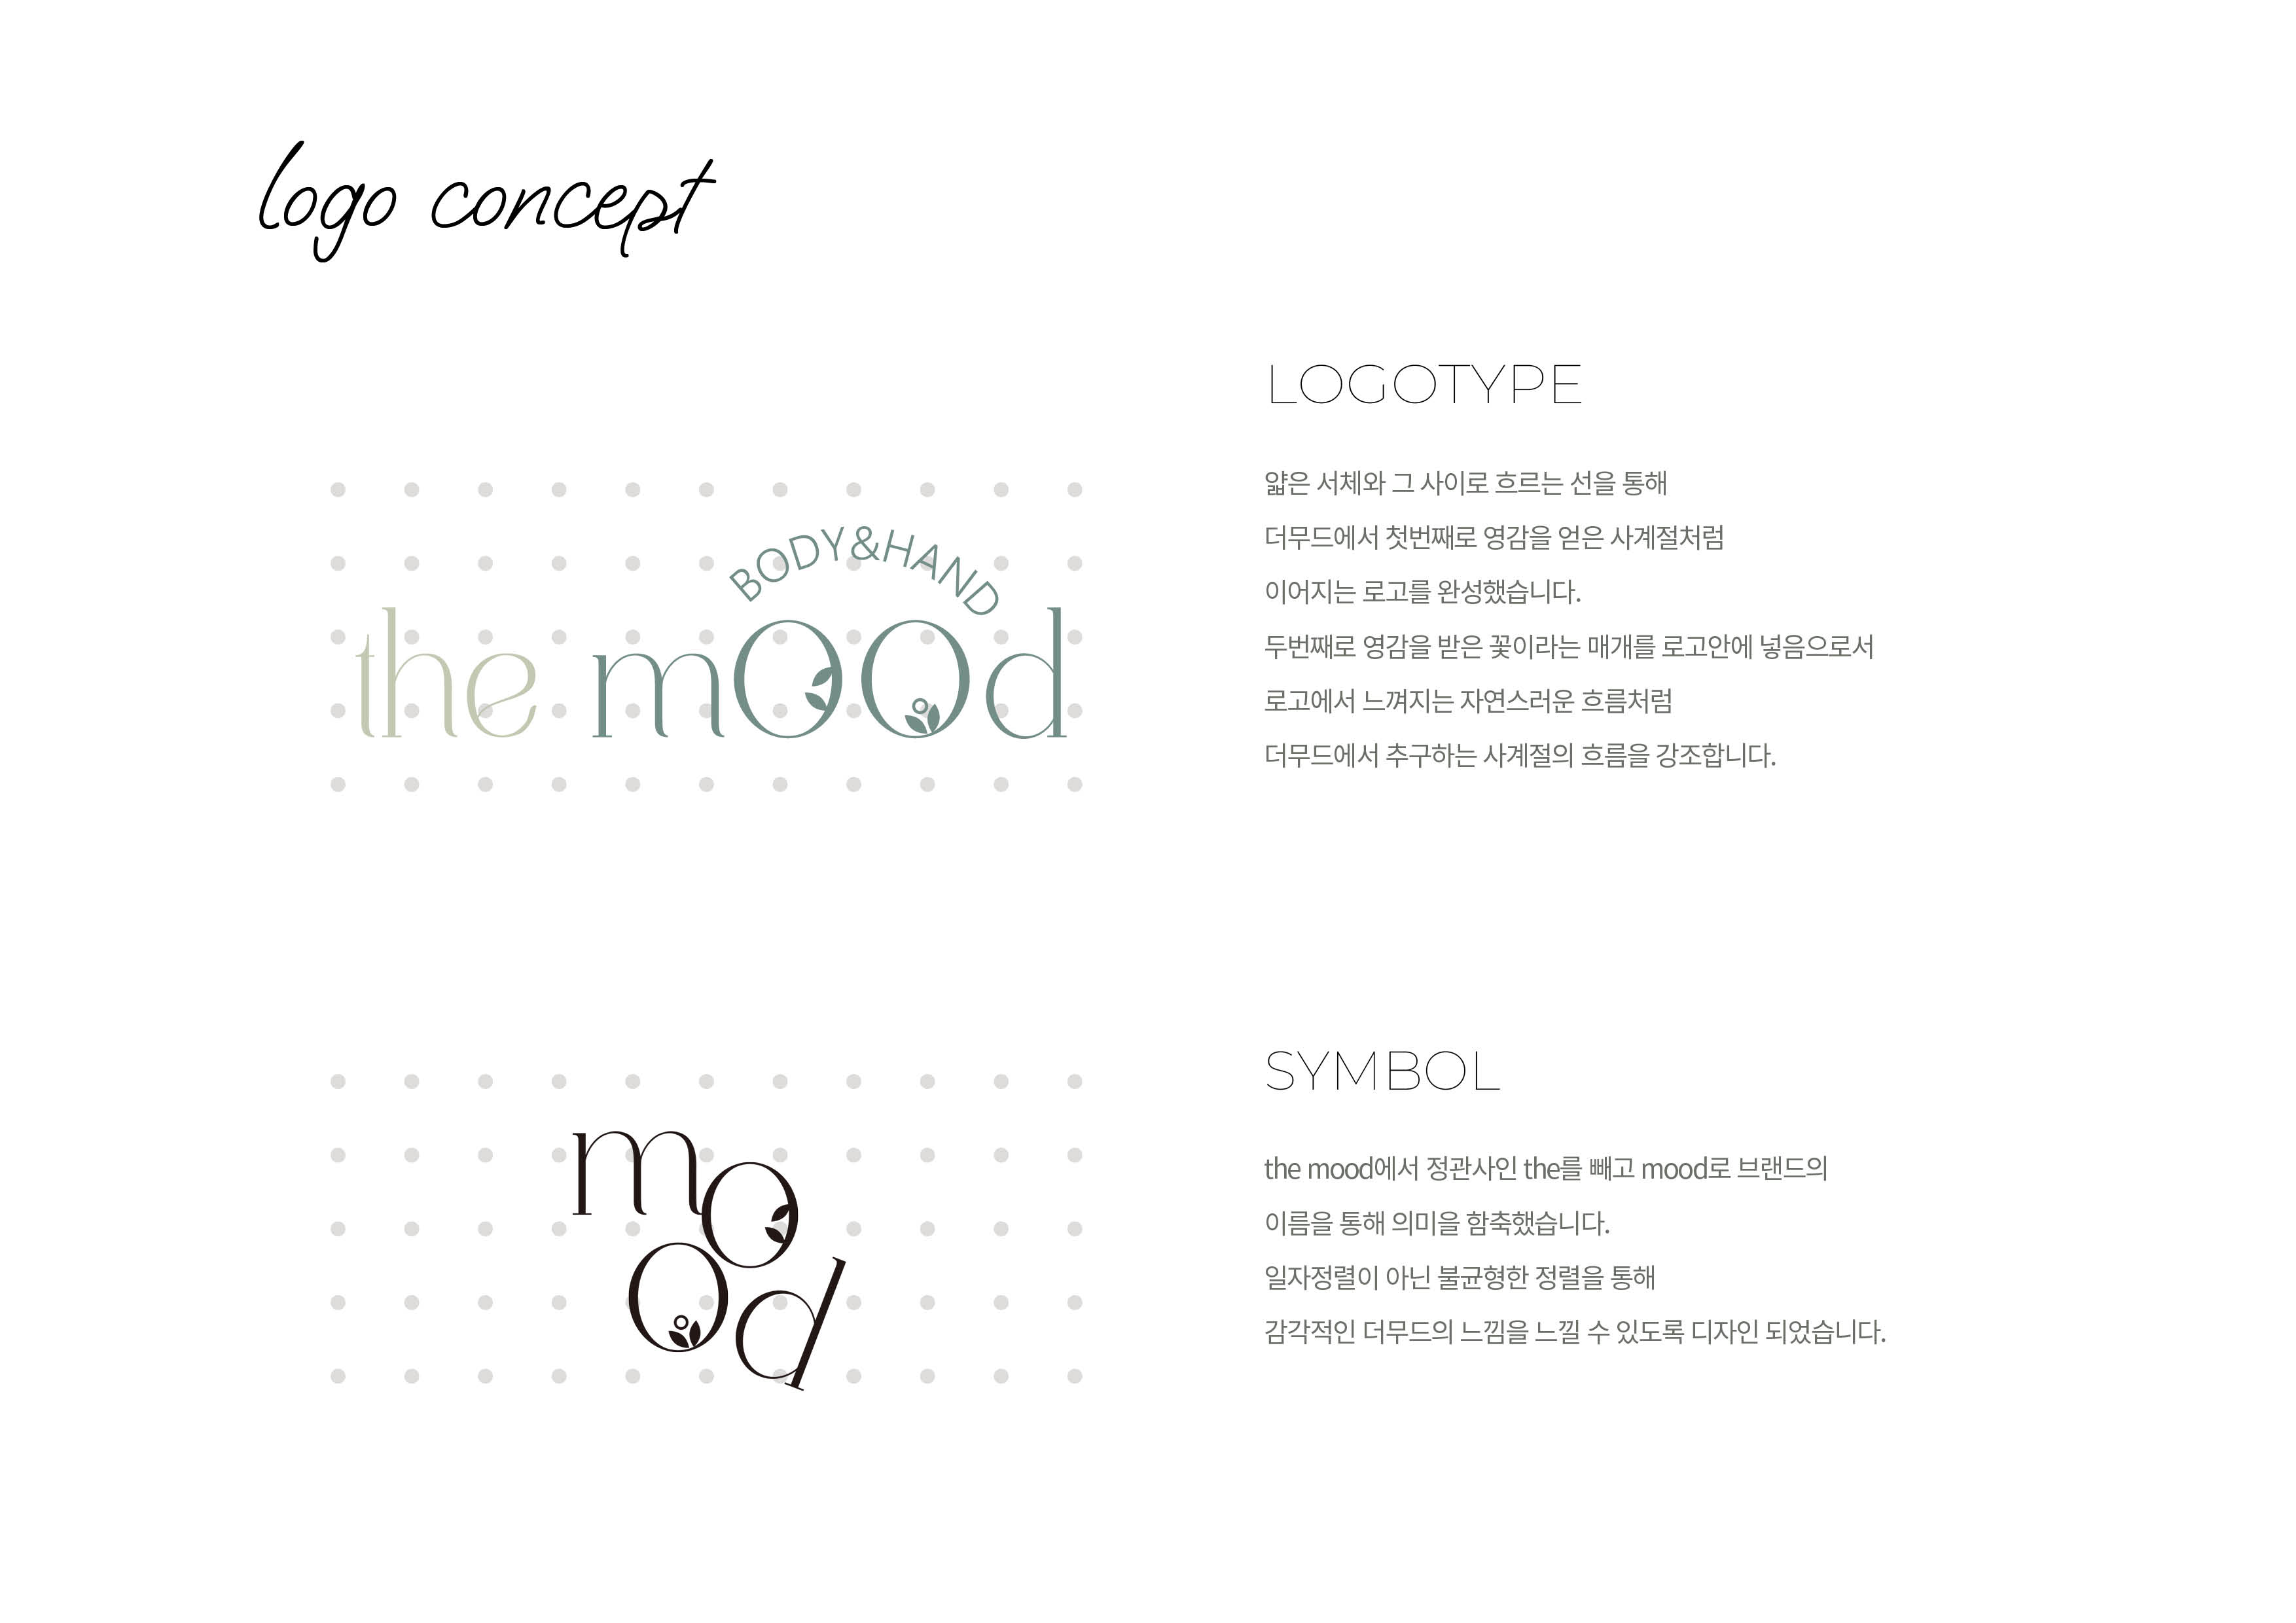 logo concept
LOGOTYPE
얇은 서체와 그 사이로 흐르는 선을 통해
더무드에서 첫번째로 영감을 얻은 사계절처럼
이어지는 로고를 완성했습니다.
두번째로 영감을 받은 꽃이라는 매개를 로고안에 넣음으로서
로고에서 느껴지는 자연스러운 흐름처럼
더무드에서 추구하는 사계절의 흐름을 강조합니다.
BODY&HAND
the mOOd
SYMBOL
the mood에서 정관사인 the를 빼고 mood로 브랜드의
이름을 통해 의미을 함축했습니다.
일자정렬이 아닌 불균형한 정렬을 통해
감각적인 더무드의 느낌을 느낄 수 있도록 디자인 되었습니다.
mO
Od